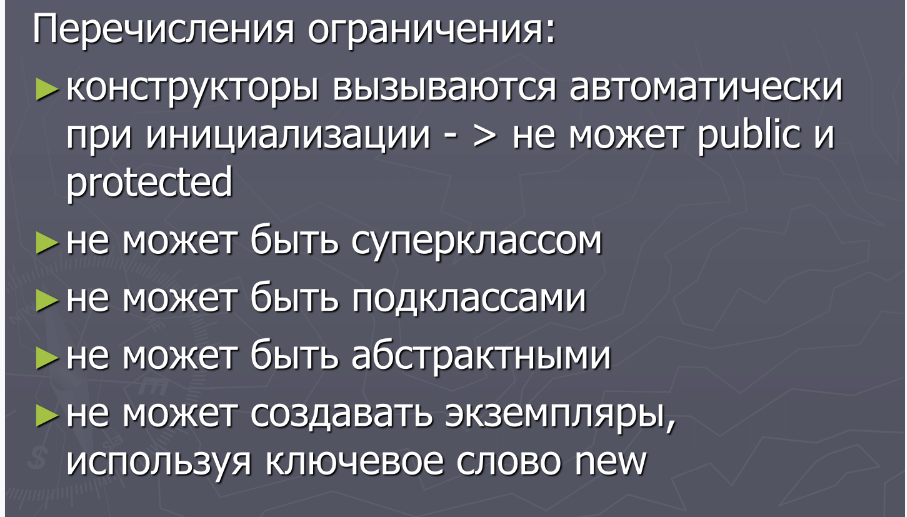 Перечисления ограничения:
► конструкторы вызываются автоматически
при инициализации - > не может public и
protected
► не может быть суперклассом
► не может быть подклассами
► не может быть абстрактными
► не может создавать экземпляры,
используя ключевое слово new